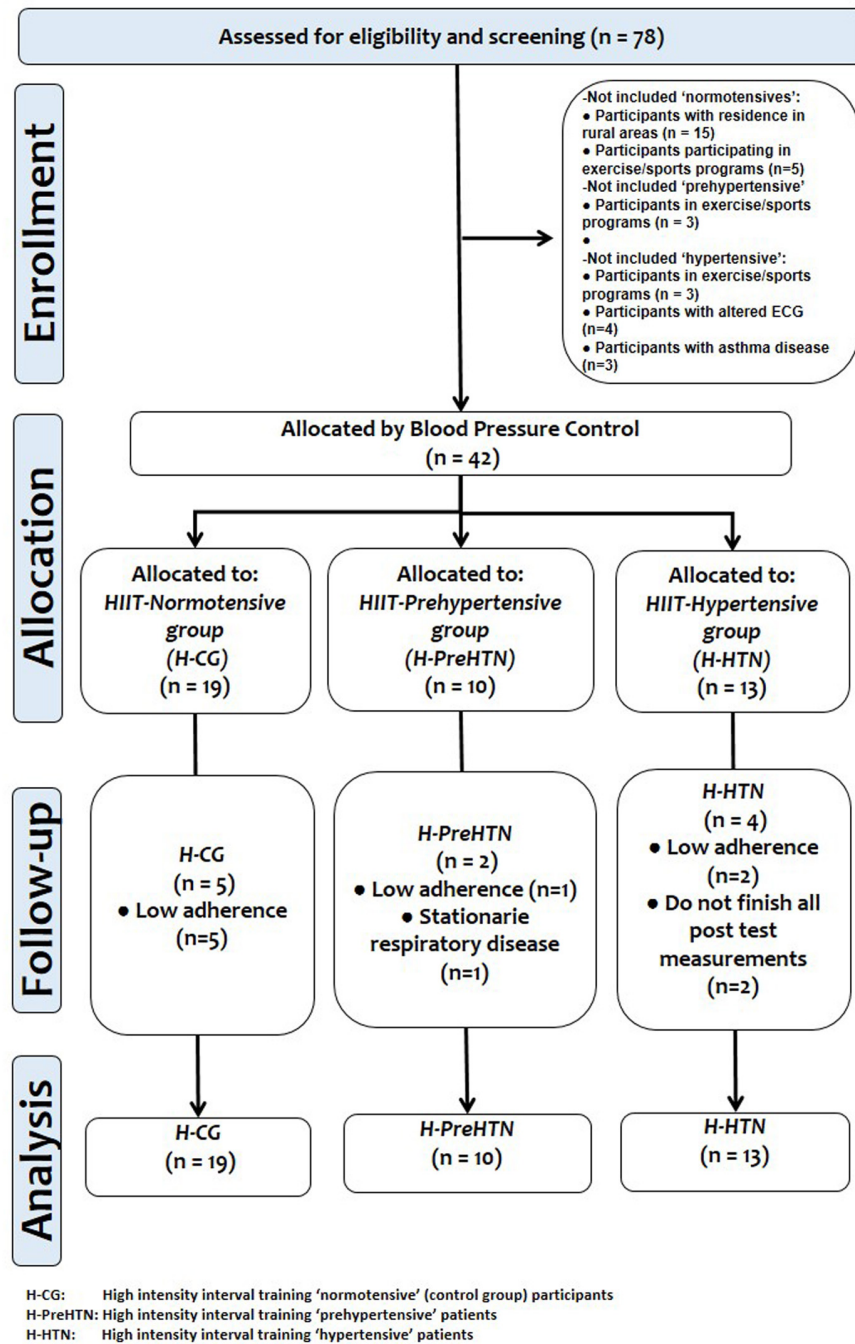 Assessed for eligibility and screening (n = 78)
Enrollment
-Not included ‘normotensives’:
● Participants with residence in
rural areas (n = 15)
● Participants participating in
exercise/sports programs (n=5)
-Not included ‘prehypertensive’
● Participants in exercise/sports
programs (n = 3)
●
-Not included ‘hypertensive’:
● Participants in exercise/sports
programs (n = 3)
● Participants with altered ECG
(n=4)
● Participants with asthma disease
(n=3)
Allocation
Allocated by Blood Pressure Control
(n = 42)
Allocated to:
HIIT-Normotensive
group
(H-CG)
(n = 19)
Allocated to:
HIIT-Prehypertensive
group
(H-PreHTN)
(n = 10)
Allocated to:
HIIT-Hypertensive
group
(H-HTN)
(n = 13)
Follow-up
H-CG
(n = 5)
● Low adherence
(n=5)
H-PreHTN
(n = 2)
● Low adherence (n=1)
● Stationarie
respiratory disease
(n=1)
H-HTN
(n = 4)
● Low adherence
(n=2)
● Do not finish all
post test
measurements
(n=2)
Analysis
H-CG
(n = 19)
H-PreHTN
(n = 10)
H-HTN
(n = 13)
H-CG: High intensity interval training ‘normotensive’ (control group) participants
H-PreHTN: High intensity interval training ‘prehypertensive’ patients
H-HTN: High intensity interval training ‘hypertensive’ patients